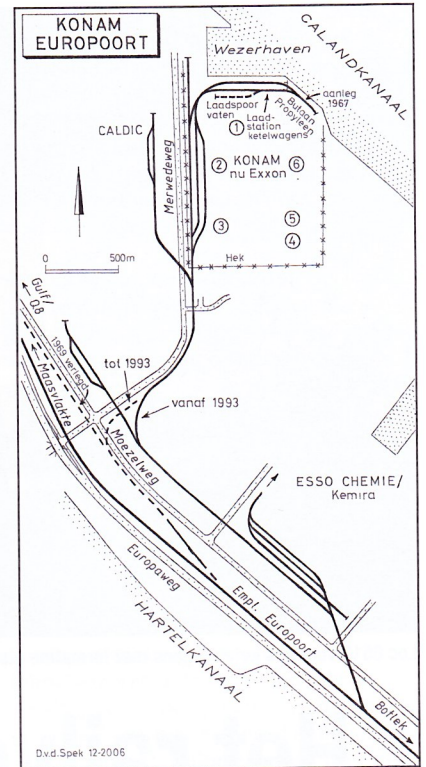 KONAM
EUROPOORT
Wezerhaven
CALANDKANAAL
aanleg
1967
Butaan
Propyleen
Laadspoor
vaten
Laad-
station
ketelwagens
CALDIC
Merwedeweg
1
2
KONAM
nu Exxon
6
3
5
4
Hek
0
500m
Gulf/
Q8
1969 verlegd
Maasvlakte
tot 1993
vanaf 1993
Moezelweg
ESSO CHEMIE/
Kemira
Europaweg
Empl. Europoort
HARTELKANAAL
Botlek
D.v.d.Spek 12-2006